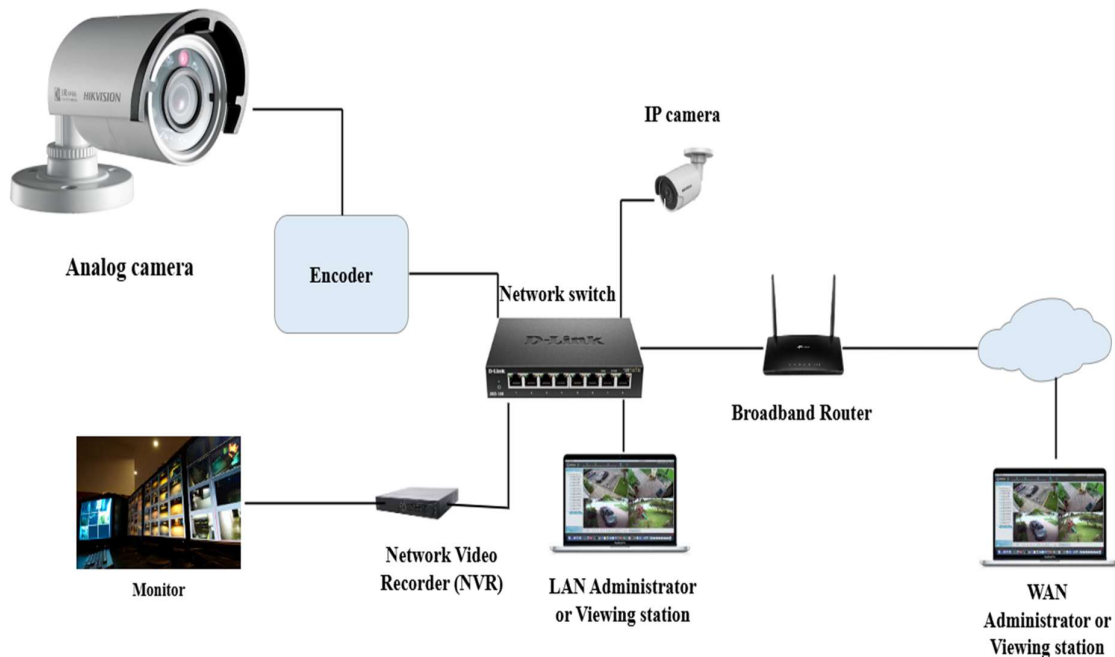 HIKVISION
IP camera
Analog camera
Encoder
Network switch
D-Link
D-Link
Broadband Router
Monitor
Network Video
Recorder (NVR)
LAN Administrator
or Viewing station
WAN
Administrator or
Viewing station